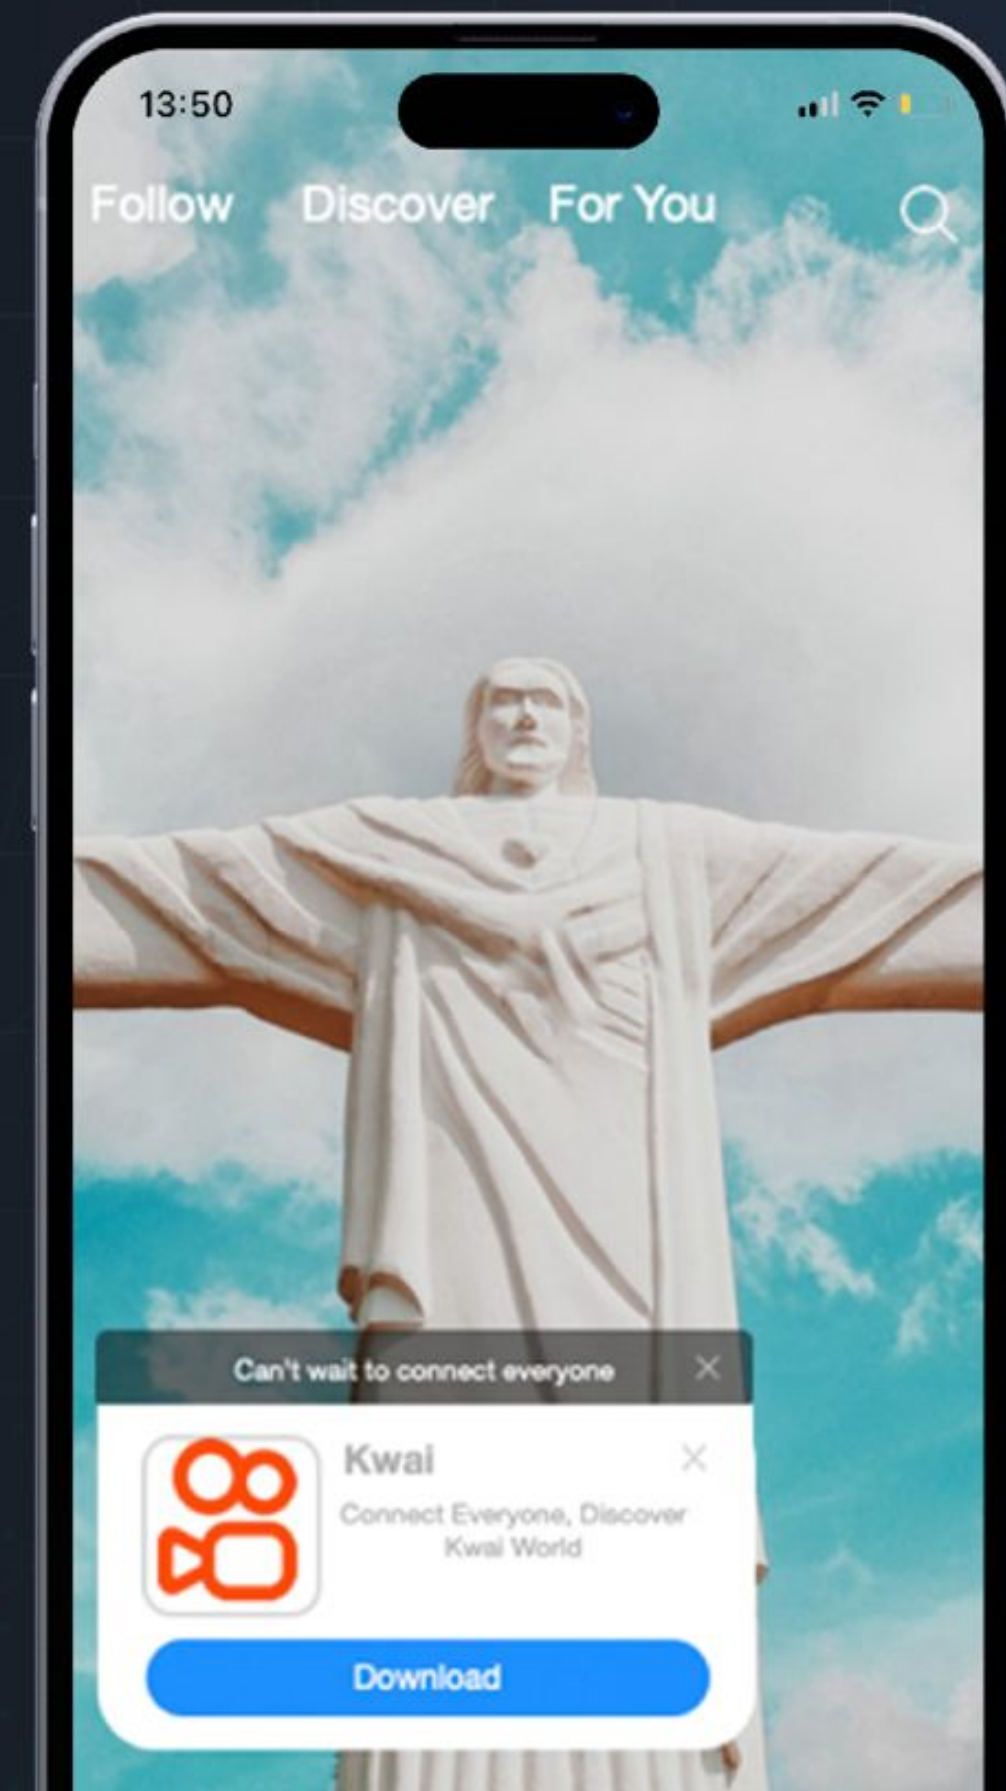 13:50
Follow Discover For You
Can't wait to connect everyone
Kwai
Connect Everyone, Discover
Kwai World
Download